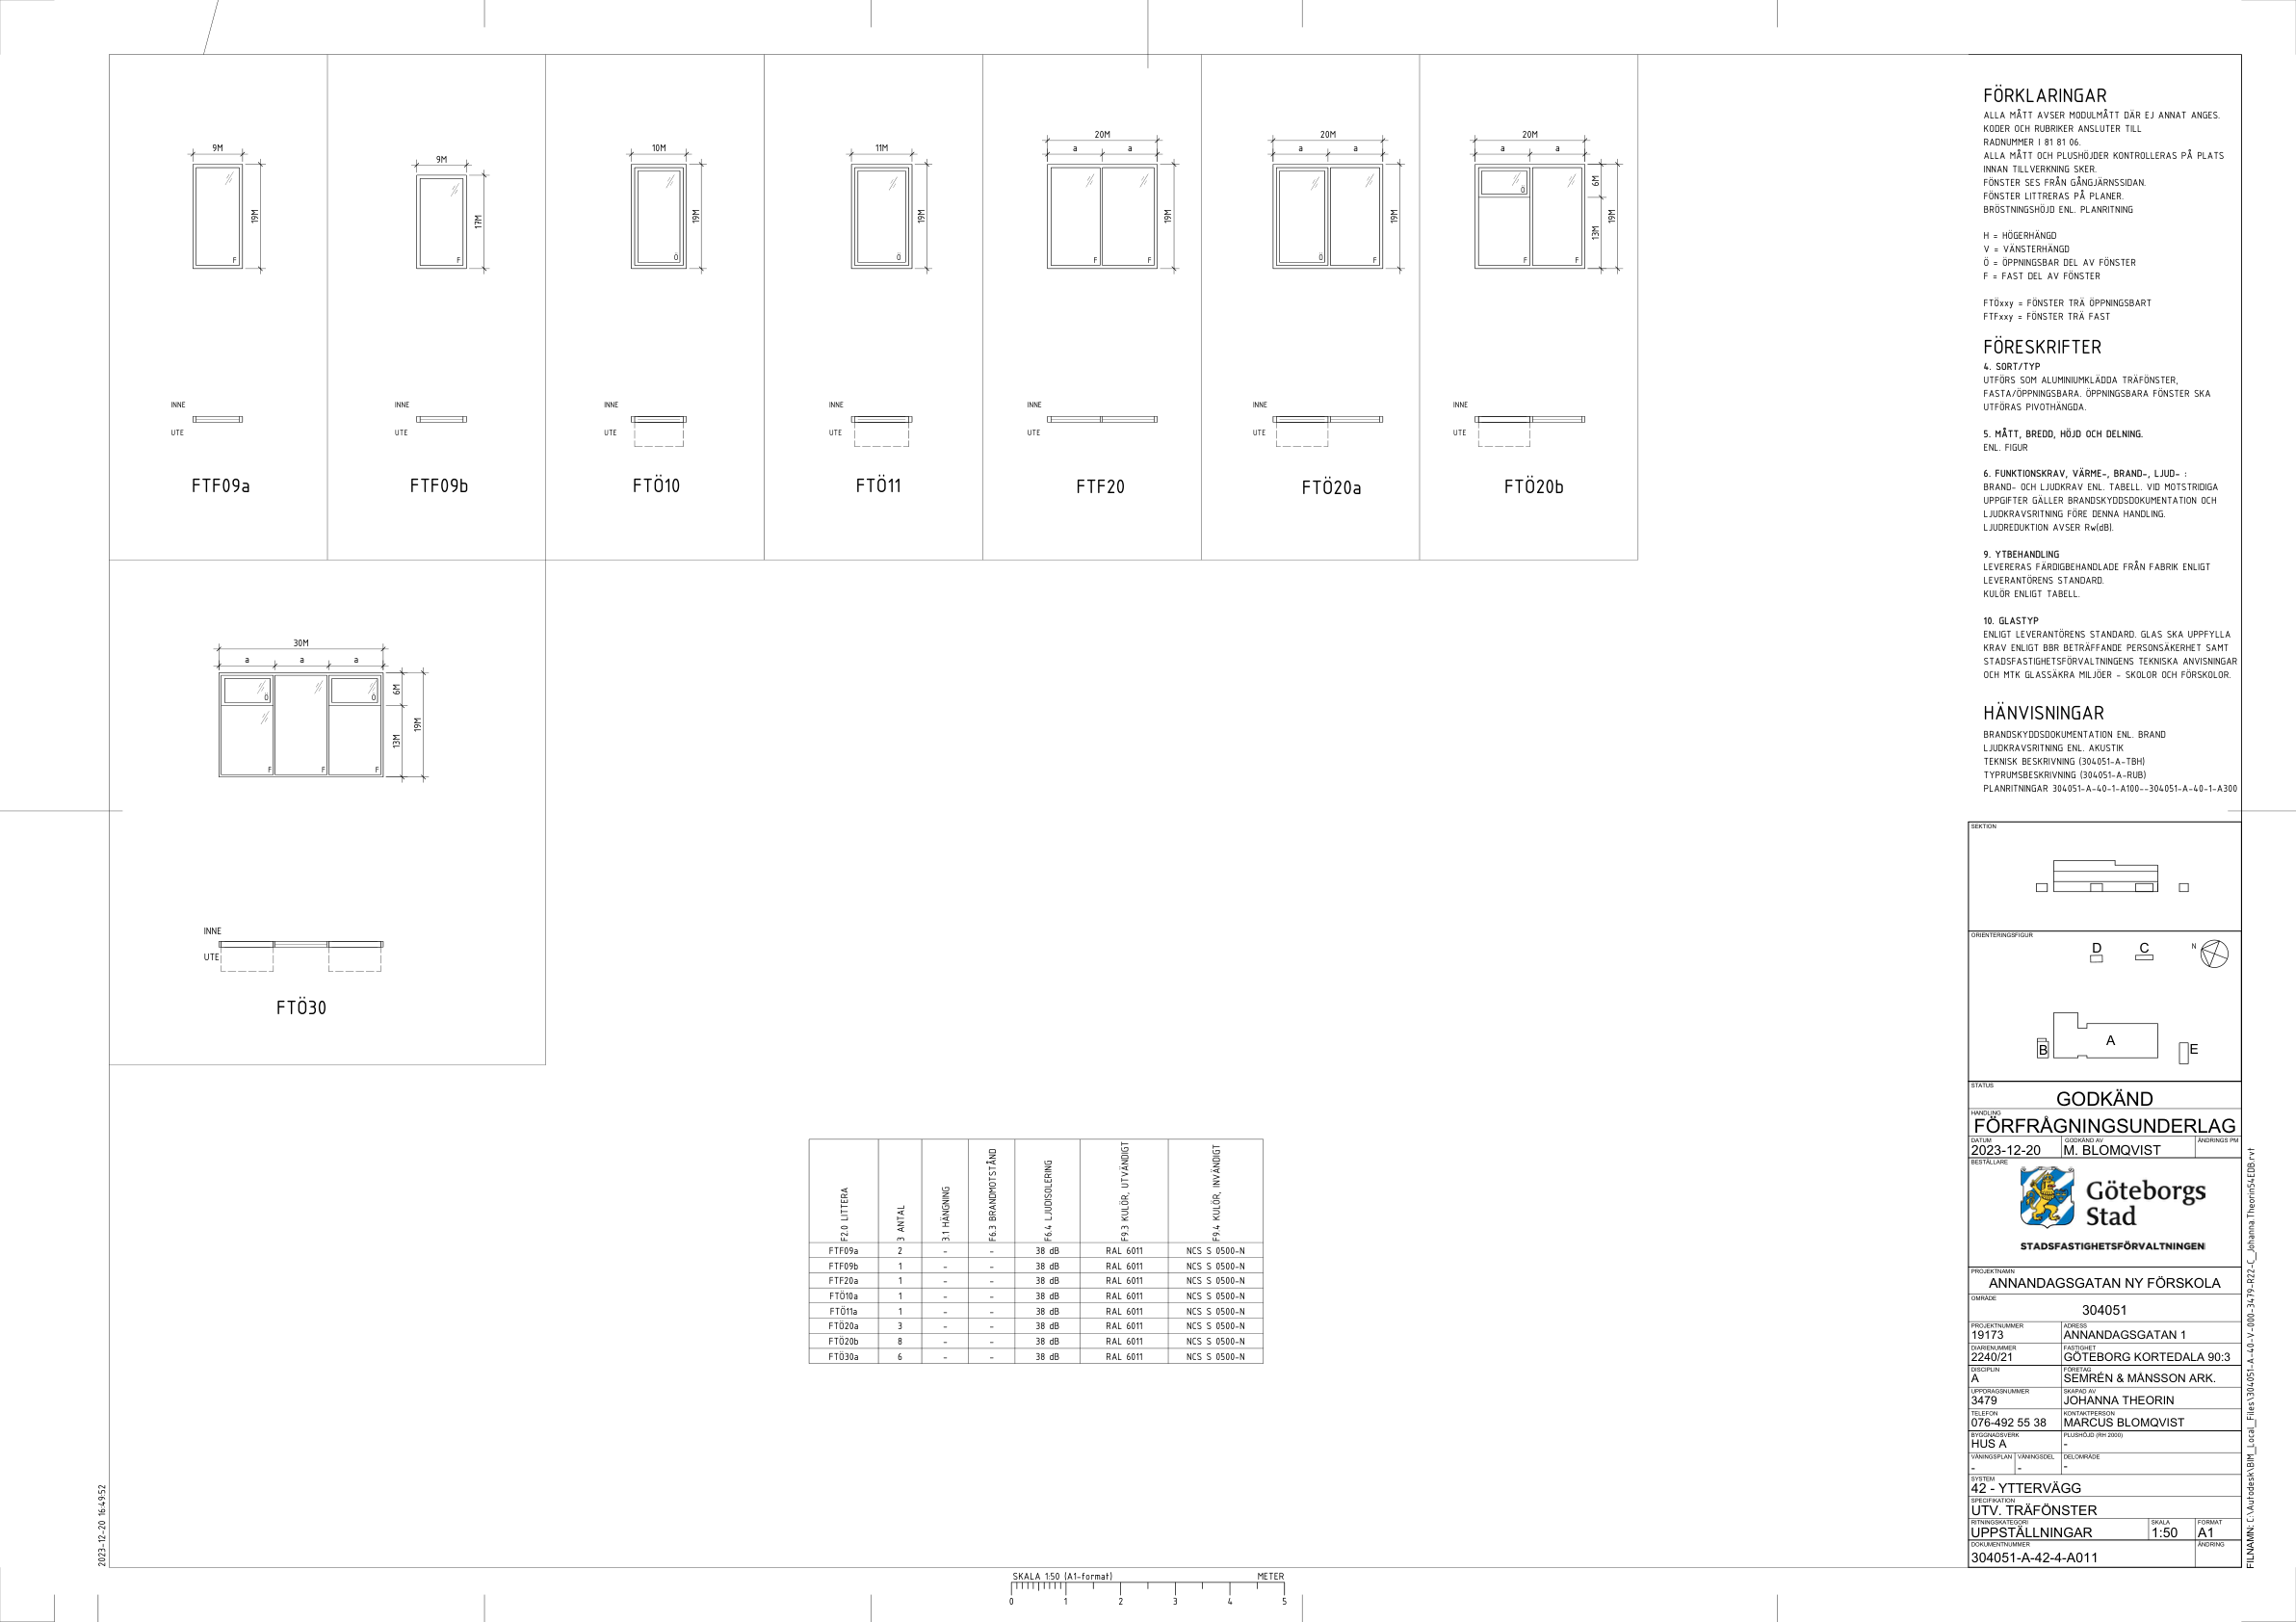 9M
19M
F
INNE
UTE
FTF09a
9M
17M
F
INNE
UTE
FTF09b
10M
19M
Ö
INNE
UTE
FTÖ10
11M
19M
Ö
INNE
UTE
FTÖ11
20M
a a
19M
F F
INNE
UTE
FTF20
20M
a a
19M
Ö F
INNE
UTE
FTÖ20a
20M
a a
6M
13M
19M
Ö
F F
INNE
UTE
FTÖ20b
30M
a a a
6M
13M
19M
Ö Ö
F F F
INNE
UTE
FTÖ30
F2.0 LITTERA 3 ANTAL 3.1 HÄNGNING F6.3 BRANDMOTSTÅND F6.4 LJUDISOLERING F9.3 KULÖR, UTVÄNDIGT F9.4 KULÖR, INVÄNDIGT
FTF09a 2 - - 38 dB RAL 6011 NCS S 0500-N
FTF09b 1 - - 38 dB RAL 6011 NCS S 0500-N
FTF20a 1 - - 38 dB RAL 6011 NCS S 0500-N
FTÖ10a 1 - - 38 dB RAL 6011 NCS S 0500-N
FTÖ11a 1 - - 38 dB RAL 6011 NCS S 0500-N
FTÖ20a 3 - - 38 dB RAL 6011 NCS S 0500-N
FTÖ20b 8 - - 38 dB RAL 6011 NCS S 0500-N
FTÖ30a 6 - - 38 dB RAL 6011 NCS S 0500-N
FÖRKLARINGAR
ALLA MÅTT AVSER MODULMÅTT DÄR EJ ANNAT ANGES.
KODER OCH RUBRIKER ANSLUTER TILL
RADNUMMER I 81 81 06.
ALLA MÅTT OCH PLUSHÖJDER KONTROLLERAS PÅ PLATS
INNAN TILLVERKNING SKER.
FÖNSTER SES FRÅN GÅNGJÄRNSSIDAN.
FÖNSTER LITTRERAS PÅ PLANER.
BRÖSTNINGSHÖJD ENL. PLANRITNING
H = HÖGERHÄNGD
V = VÄNSTERHÄNGD
Ö = ÖPPNINGSBAR DEL AV FÖNSTER
F = FAST DEL AV FÖNSTER
FTÖxxy = FÖNSTER TRÄ ÖPPNINGSBART
FTFxxy = FÖNSTER TRÄ FAST
FÖRESKRIFTER
4. SORT/TYP
UTFÖRS SOM ALUMINIUMKLÄDDA TRÄFÖNSTER,
FASTA/ÖPPNINGSBARA. ÖPPNINGSBARA FÖNSTER SKA
UTFÖRAS PIVOTHÄNGDA.
5. MÅTT, BREDD, HÖJD OCH DELNING.
ENL. FIGUR
6. FUNKTIONSKRAV, VÄRME-, BRAND-, LJUD- :
BRAND- OCH LJUDKRAV ENL. TABELL. VID MOTSTRIDIGA
UPPGIFTER GÄLLER BRANDSKYDDSDOKUMENTATION OCH
LJUDKRAVSRITNING FÖRE DENNA HANDLING.
LJUDREDUKTION AVSER Rw(dB).
9. YTBEHANDLING
LEVERERAS FÄRDIGBEHANDLADE FRÅN FABRIK ENLIGT
LEVERANTÖRENS STANDARD.
KULÖR ENLIGT TABELL.
10. GLASTYP
ENLIGT LEVERANTÖRENS STANDARD. GLAS SKA UPPFYLLA
KRAV ENLIGT BBR BETRÄFFANDE PERSONSÄKERHET SAMT
STADSFASTIGHETSFÖRVALTNINGENS TEKNISKA ANVISNINGAR
OCH MTK GLASSÄKRA MILJÖER - SKOLOR OCH FÖRSKOLOR.
HÄNVISNINGAR
BRANDSKYDDSDOKUMENTATION ENL. BRAND
LJUDKRAVSRITNING ENL. AKUSTIK
TEKNISK BESKRIVNING (304051-A-TBH)
TYPRUMSBESKRIVNING (304051-A-RUB)
PLANRITNINGAR 304051-A-40-1-A100--304051-A-40-1-A300
SEKTION
ORIENTERINGSFIGUR
D C N
B A E
STATUS
GODKÄND
HANDLING
FÖRFRÅGNINGSUNDERLAG
DATUM GODKÄND AV ÄNDRINGS PM
2023-12-20 M. BLOMQVIST
BESTÄLLARE
Göteborgs
Stad
STADSFASTIGHETSFÖRVALTNINGEN
PROJEKTNAMN
ANNANDAGSGATAN NY FÖRSKOLA
OMRÅDE
304051
PROJEKTNUMMER ADRESS
19173 ANNANDAGSGATAN 1
DIARIENUMMER FASTIGHET
2240/21 GÖTEBORG KORTEDALA 90:3
DISCIPLIN FÖRETAG
A SEMRÉN & MÅNSSON ARK.
UPPDRAGSNUMMER SKAPAD AV
3479 JOHANNA THEORIN
TELEFON KONTAKTPERSON
076-492 55 38 MARCUS BLOMQVIST
BYGGNADSVERK PLUSHÖJD (RH 2000)
HUS A -
VÅNINGSPLAN VÅNINGSDEL DELOMRÅDE
- - -
SYSTEM
42 - YTTERVÄGG
SPECIFIKATION
UTV. TRÄFÖNSTER
RITNINGSKATEGORI SKALA FORMAT
UPPSTÄLLNINGAR 1:50 A1
DOKUMENTNUMMER ÄNDRING
304051-A-42-4-A011
FILNAMN: C:\Autodesk\BIM_Local_Files\304051-A-40-V-000-3479-R22-C_Johanna.Theorin54EDB.rvt
2023-12-20 16:49:52
SKALA 1:50 (A1-format) METER
0 1 2 3 4 5